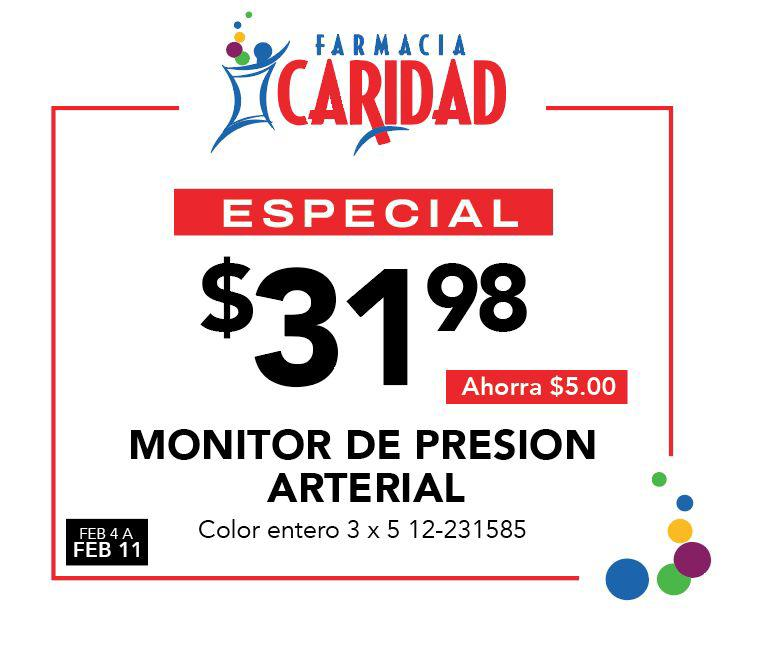 FARMACIA
CARIDAD
ESPECIAL
$31 98
Ahorra $5.00
MONITOR DE PRESION
ARTERIAL
Color entero 3 x 5 12-231585
FEB 4 A
FEB 11